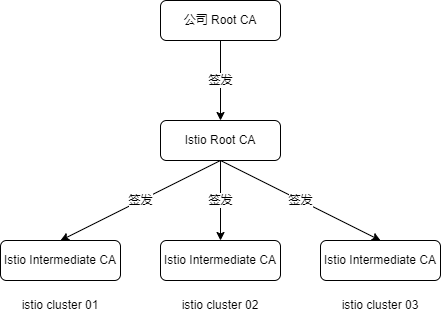 公司 Root CA
签发
Istio Root CA
签发
签发
签发
Istio Intermediate CA
Istio Intermediate CA
Istio Intermediate CA
istio cluster 01
istio cluster 02
istio cluster 03